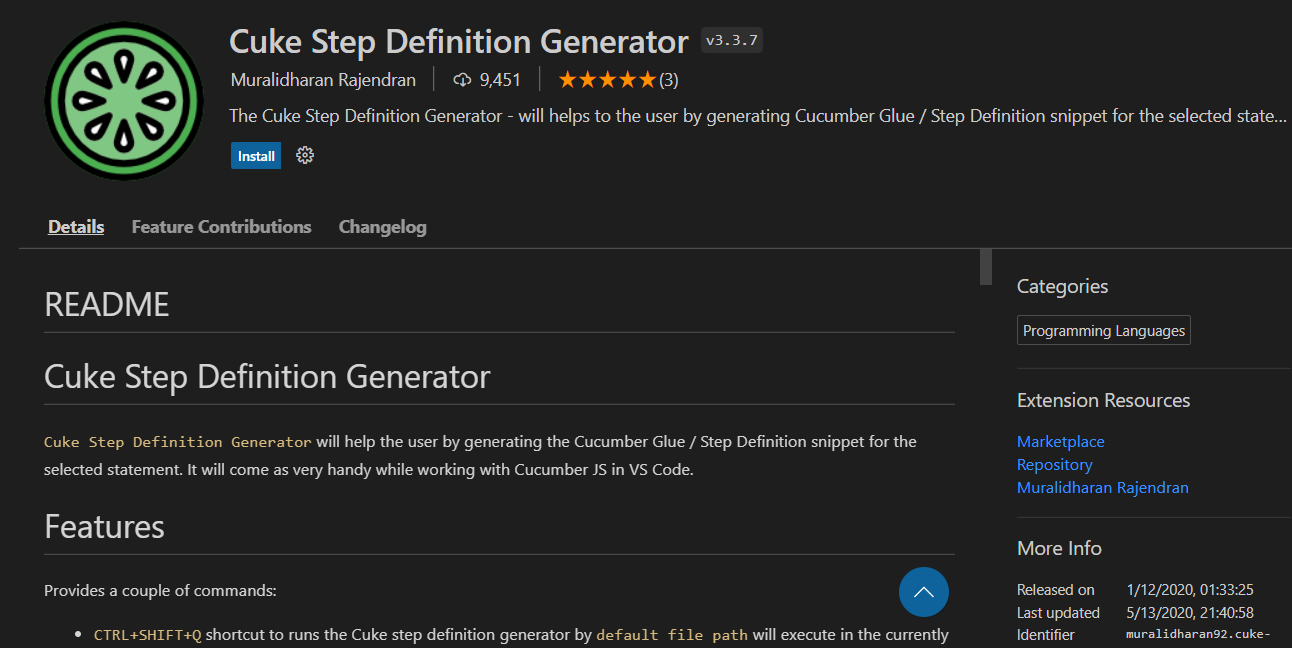 Cuke Step Definition Generator v3.3.7
Muralidharan Rajendran 9,451 (3)
The Cuke Step Definition Generator - will helps to the user by generating Cucumber Glue / Step Definition snippet for the selected state...
Install
Details Feature Contributions Changelog
README
Cuke Step Definition Generator
Cuke Step Definition Generator will help the user by generating the Cucumber Glue / Step Definition snippet for the
selected statement. It will come as very handy while working with Cucumber JS in VS Code.
Features
Provides a couple of commands:
• CTRL+SHIFT+Q shortcut to runs the Cuke step definition generator by default file path will execute in the currently
Categories
Programming Languages
Extension Resources
Marketplace
Repository
Muralidharan Rajendran
More Info
Released on 1/12/2020, 01:33:25
Last updated 5/13/2020, 21:40:58
Identifier muralidharan92.cuke-